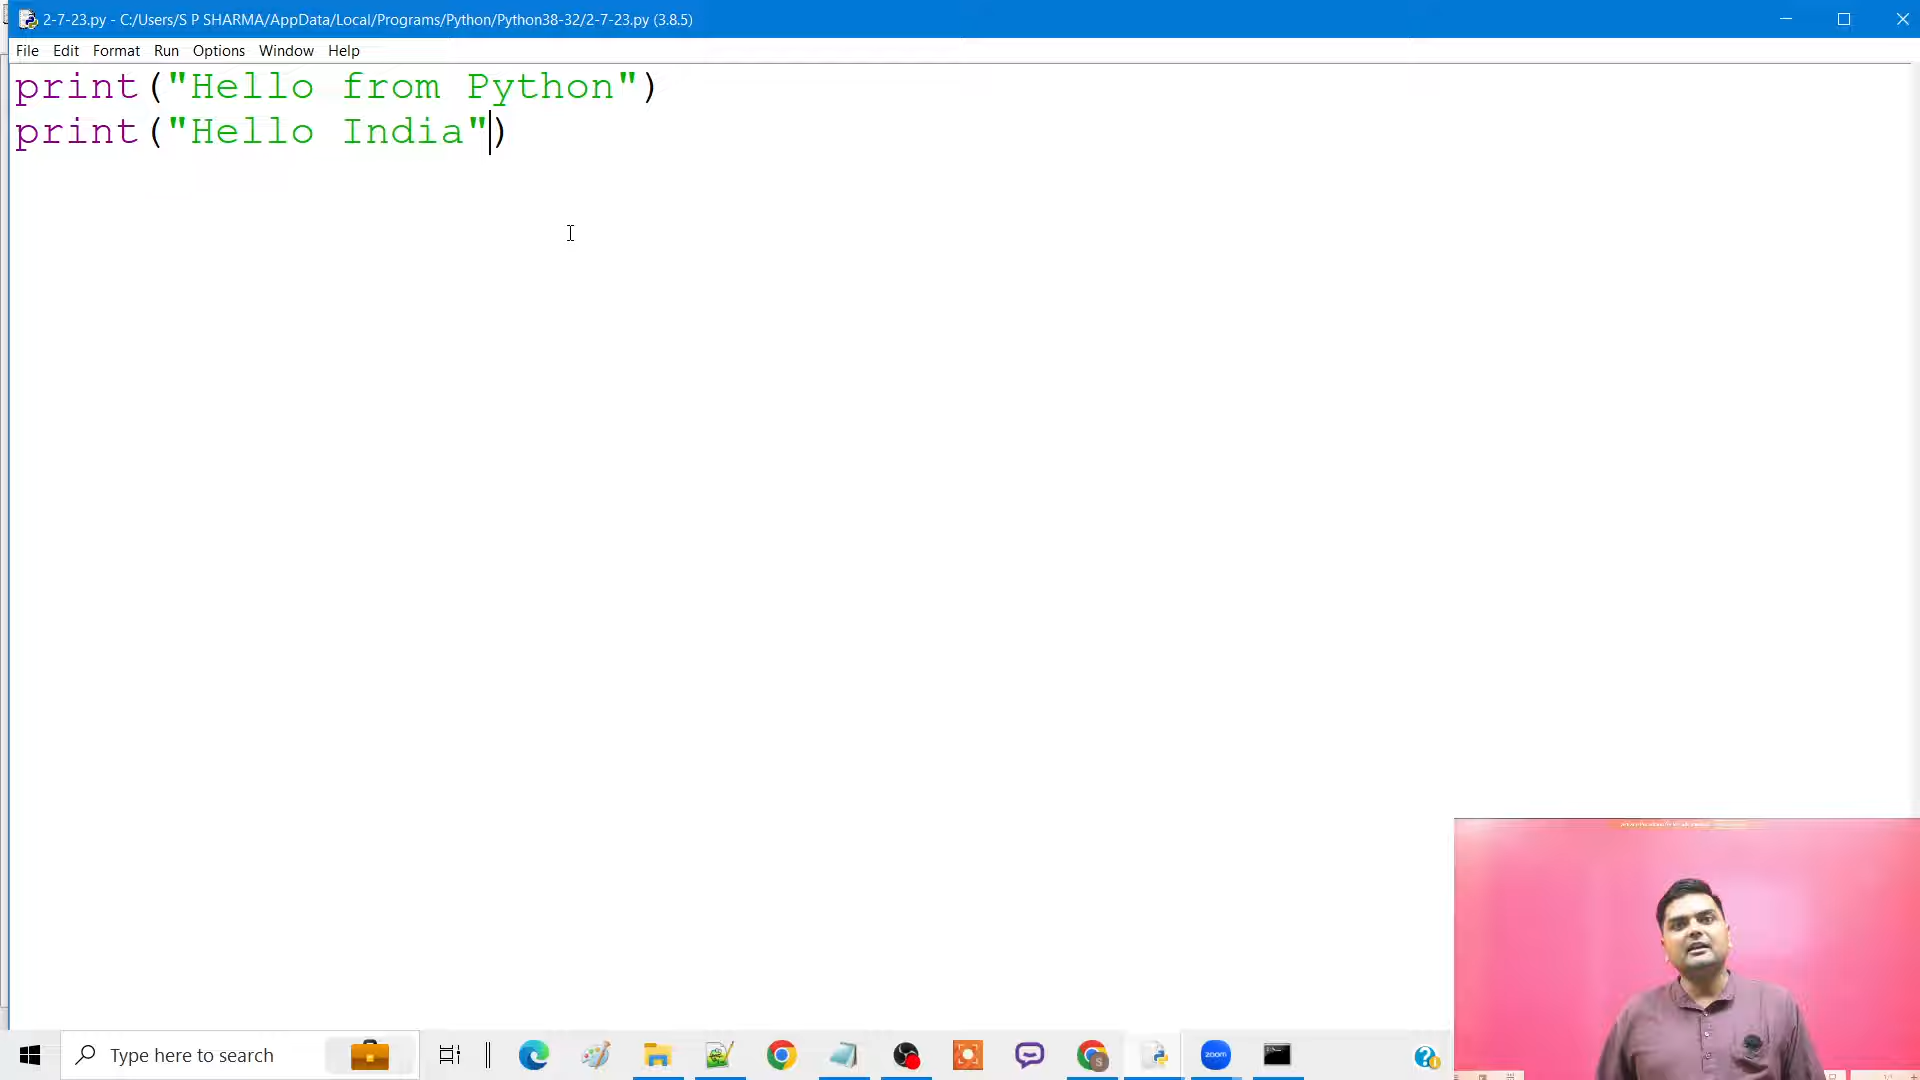 2-7-23.py - C:/Users/S P SHARMA/AppData/Local/Programs/Python/Python38-32/2-7-23.py (3.8.5)
File Edit Format Run Options Window Help
print("Hello from Python")
print("Hello India")
Type here to search
zoom
S